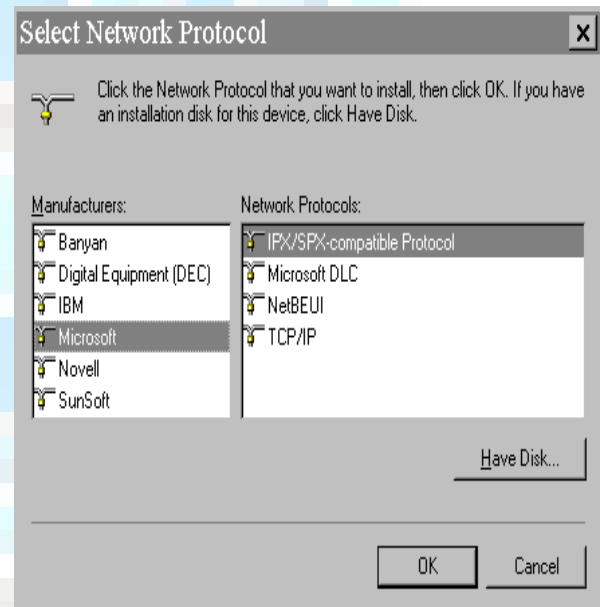 Select Network Protocol
Click the Network Protocol that you want to install, then click OK. If you have
an installation disk for this device, click Have Disk.
Manufacturers:
Banyan
Digital Equipment (DEC)
IBM
Microsoft
Novell
SunSoft
Network Protocols:
IPX/SPX-compatible Protocol
Microsoft DLC
NetBEUI
TCP/IP
Have Disk...
OK
Cancel